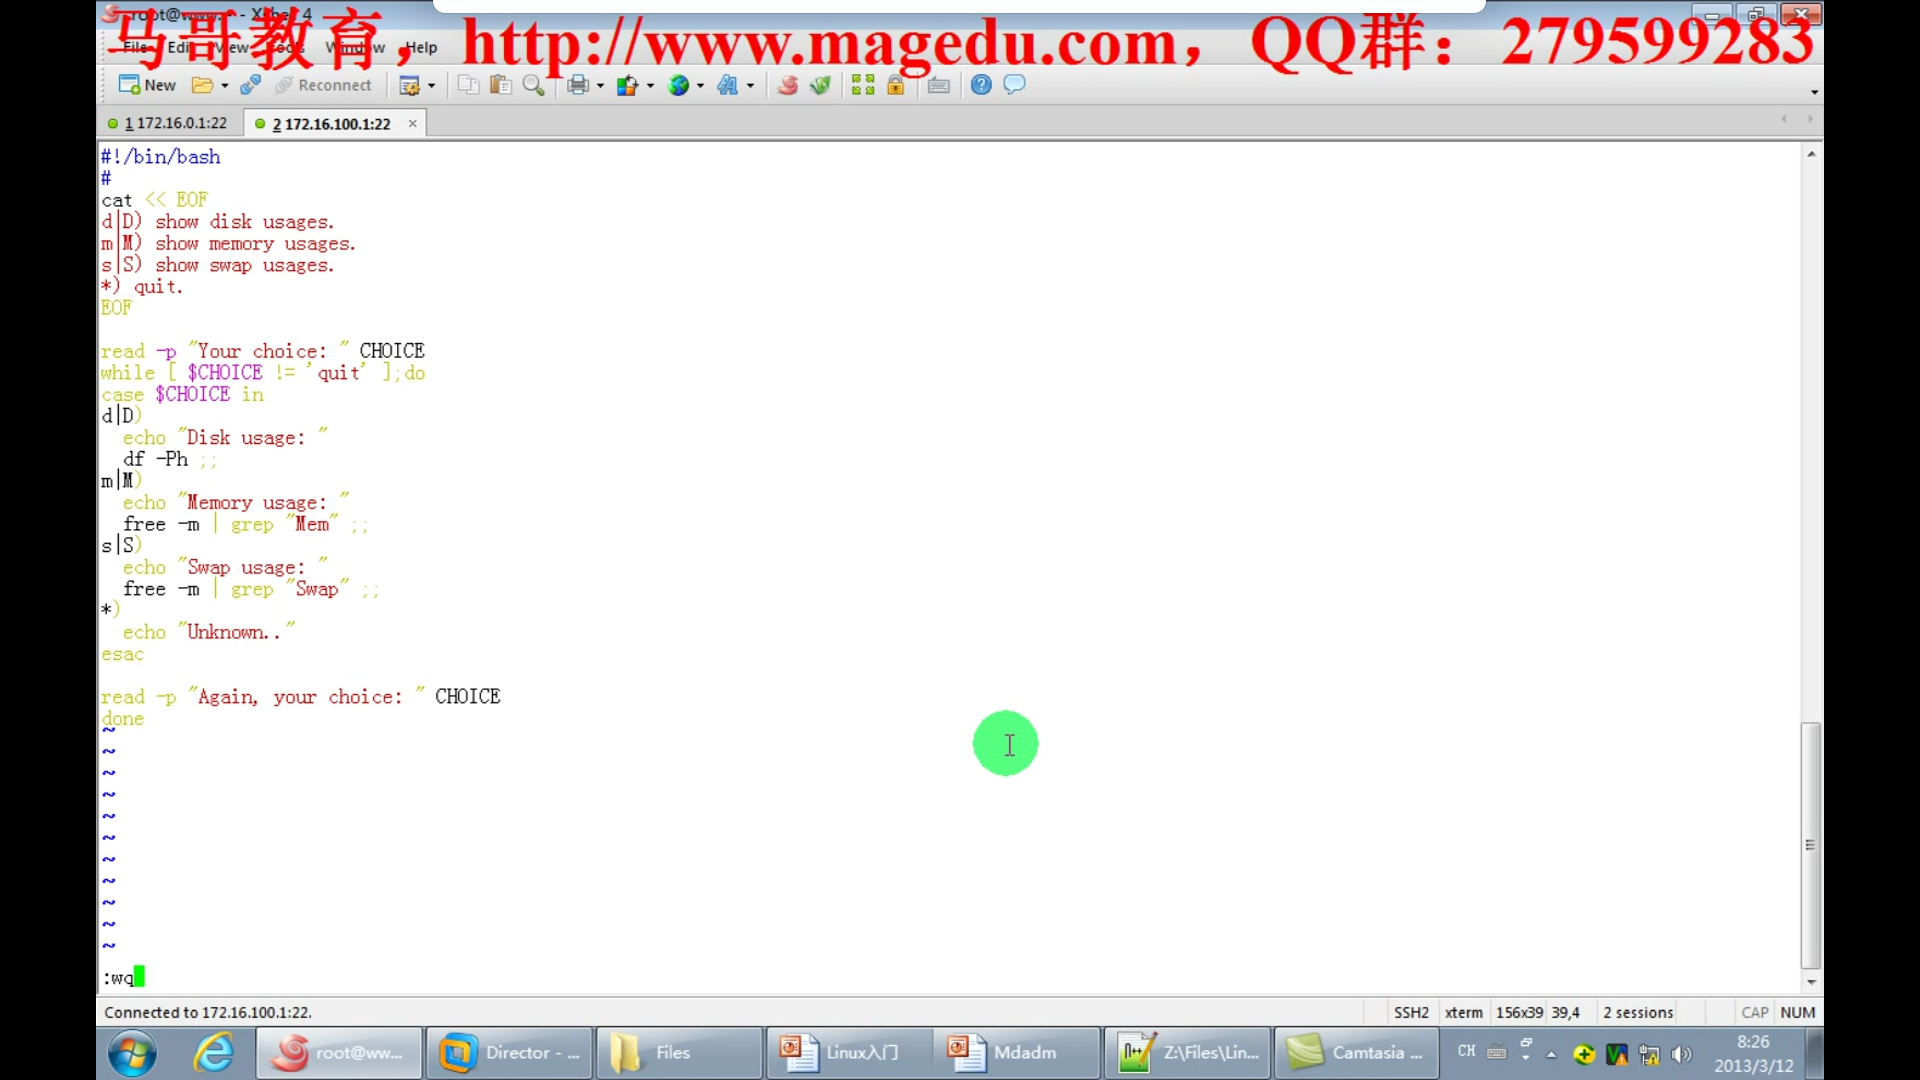 root@www: - Xshell 4
马哥教育，http://www.magedu.com，QQ群：279599283
File Edit View Tools Window Help
New Reconnect
1 172.16.0.1:22 2 172.16.100.1:22 ×
#!/bin/bash
#
cat << EOF
d|D) show disk usages.
m|M) show memory usages.
s|S) show swap usages.
*) quit.
EOF
read -p "Your choice: " CHOICE
while [ $CHOICE != 'quit' ];do
case $CHOICE in
d|D)
  echo "Disk usage: "
  df -Ph ;;
m|M)
  echo "Memory usage: "
  free -m | grep "Mem" ;;
s|S)
  echo "Swap usage: "
  free -m | grep "Swap" ;;
*)
  echo "Unknown.."
esac
read -p "Again, your choice: " CHOICE
done
~
~
~
~
~
~
~
~
~
~
~
:wq
Connected to 172.16.100.1:22. SSH2 xterm 156x39 39,4 2 sessions CAP NUM
root@ww... Director - ... Files Linux入门 Mdadm Z:\Files\Lin... Camtasia ... CH 8:26
2013/3/12